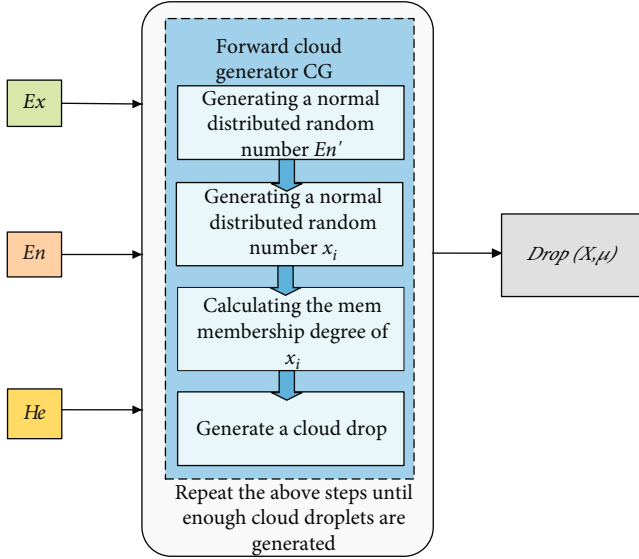 Ex
En
He
Forward cloud
generator CG
Generating a normal
distributed random
number En′
Generating a normal
distributed random
number xᵢ
Calculating the mem
membership degree of
xᵢ
Generate a cloud drop
Repeat the above steps until
enough cloud droplets are
generated
Drop (X,μ)